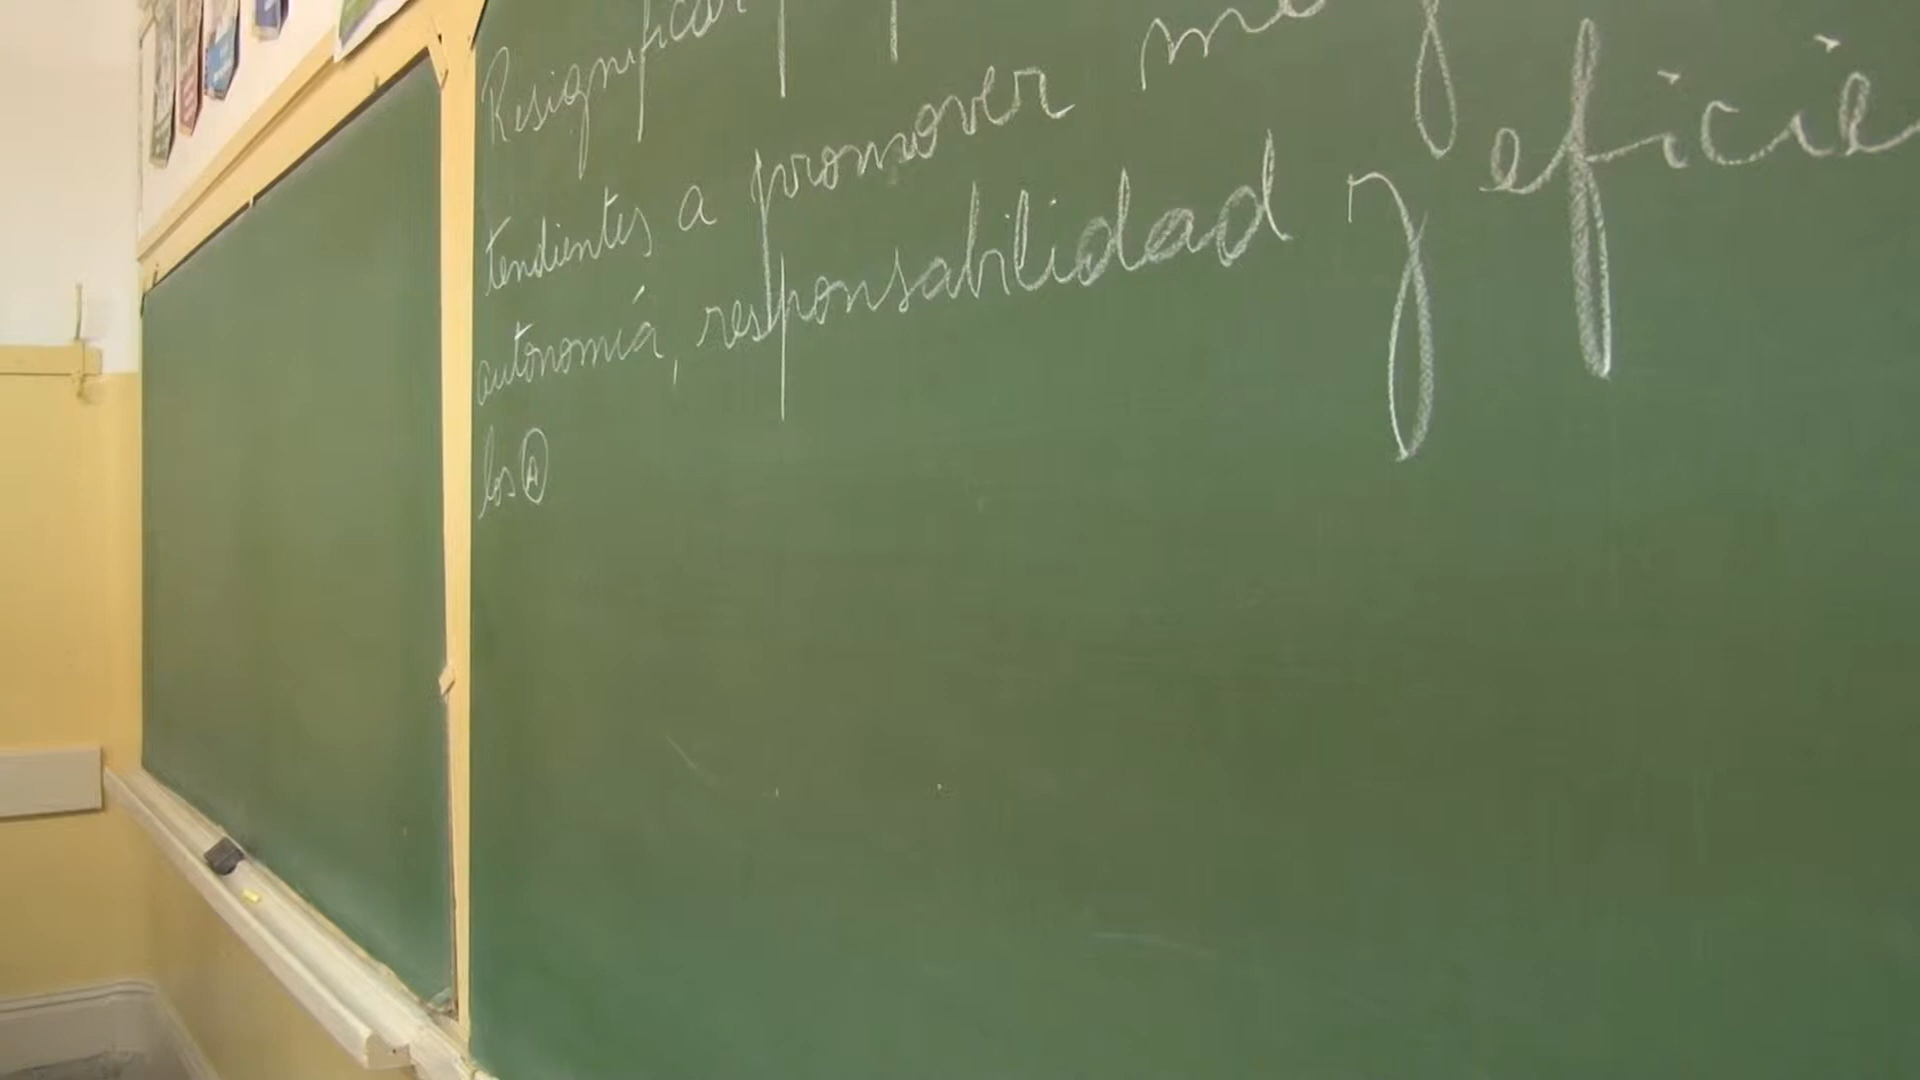 Resignificar
tendientes a promover
autonomía, responsabilidad y eficie
los Ⓐ